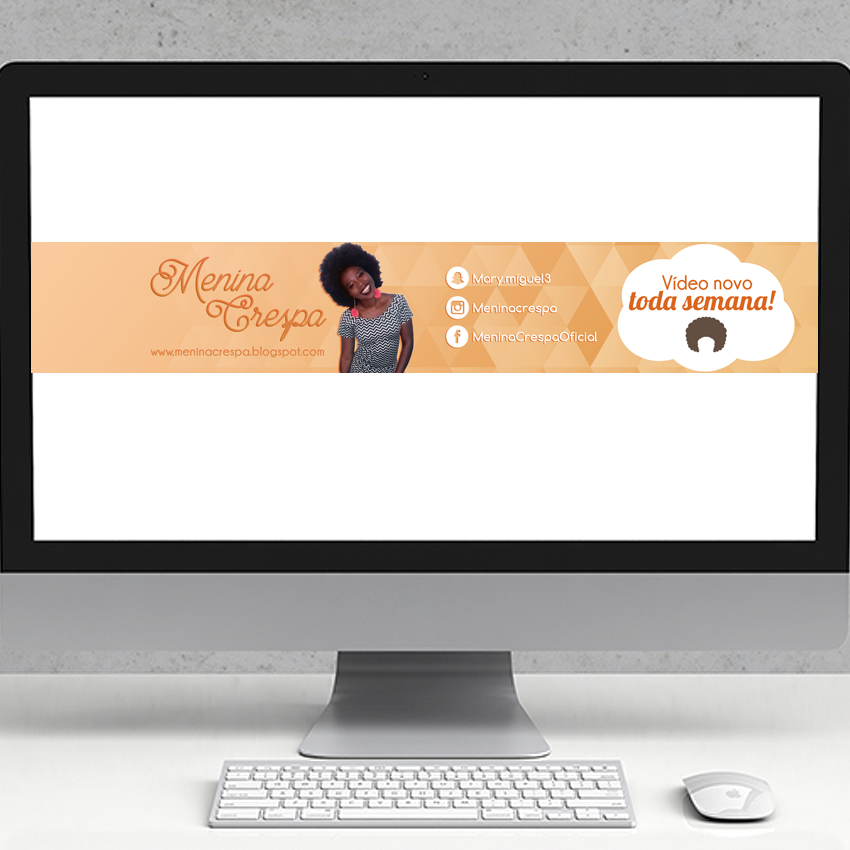 Menina
Crespa
www.meninacrespa.blogspot.com
Mary.miguel3
Meninacrespa
MeninaCrespaOficial
Vídeo novo
toda semana!